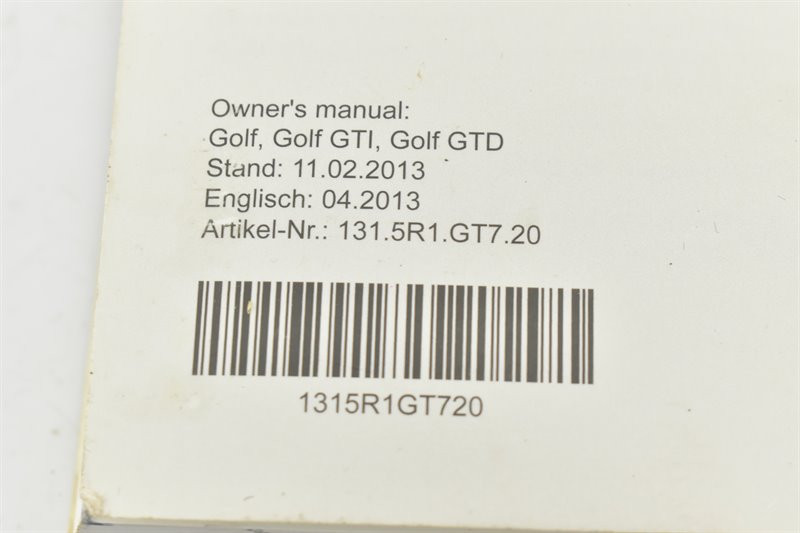 Owner's manual:
Golf, Golf GTI, Golf GTD
Stand: 11.02.2013
Englisch: 04.2013
Artikel-Nr.: 131.5R1.GT7.20
1315R1GT720